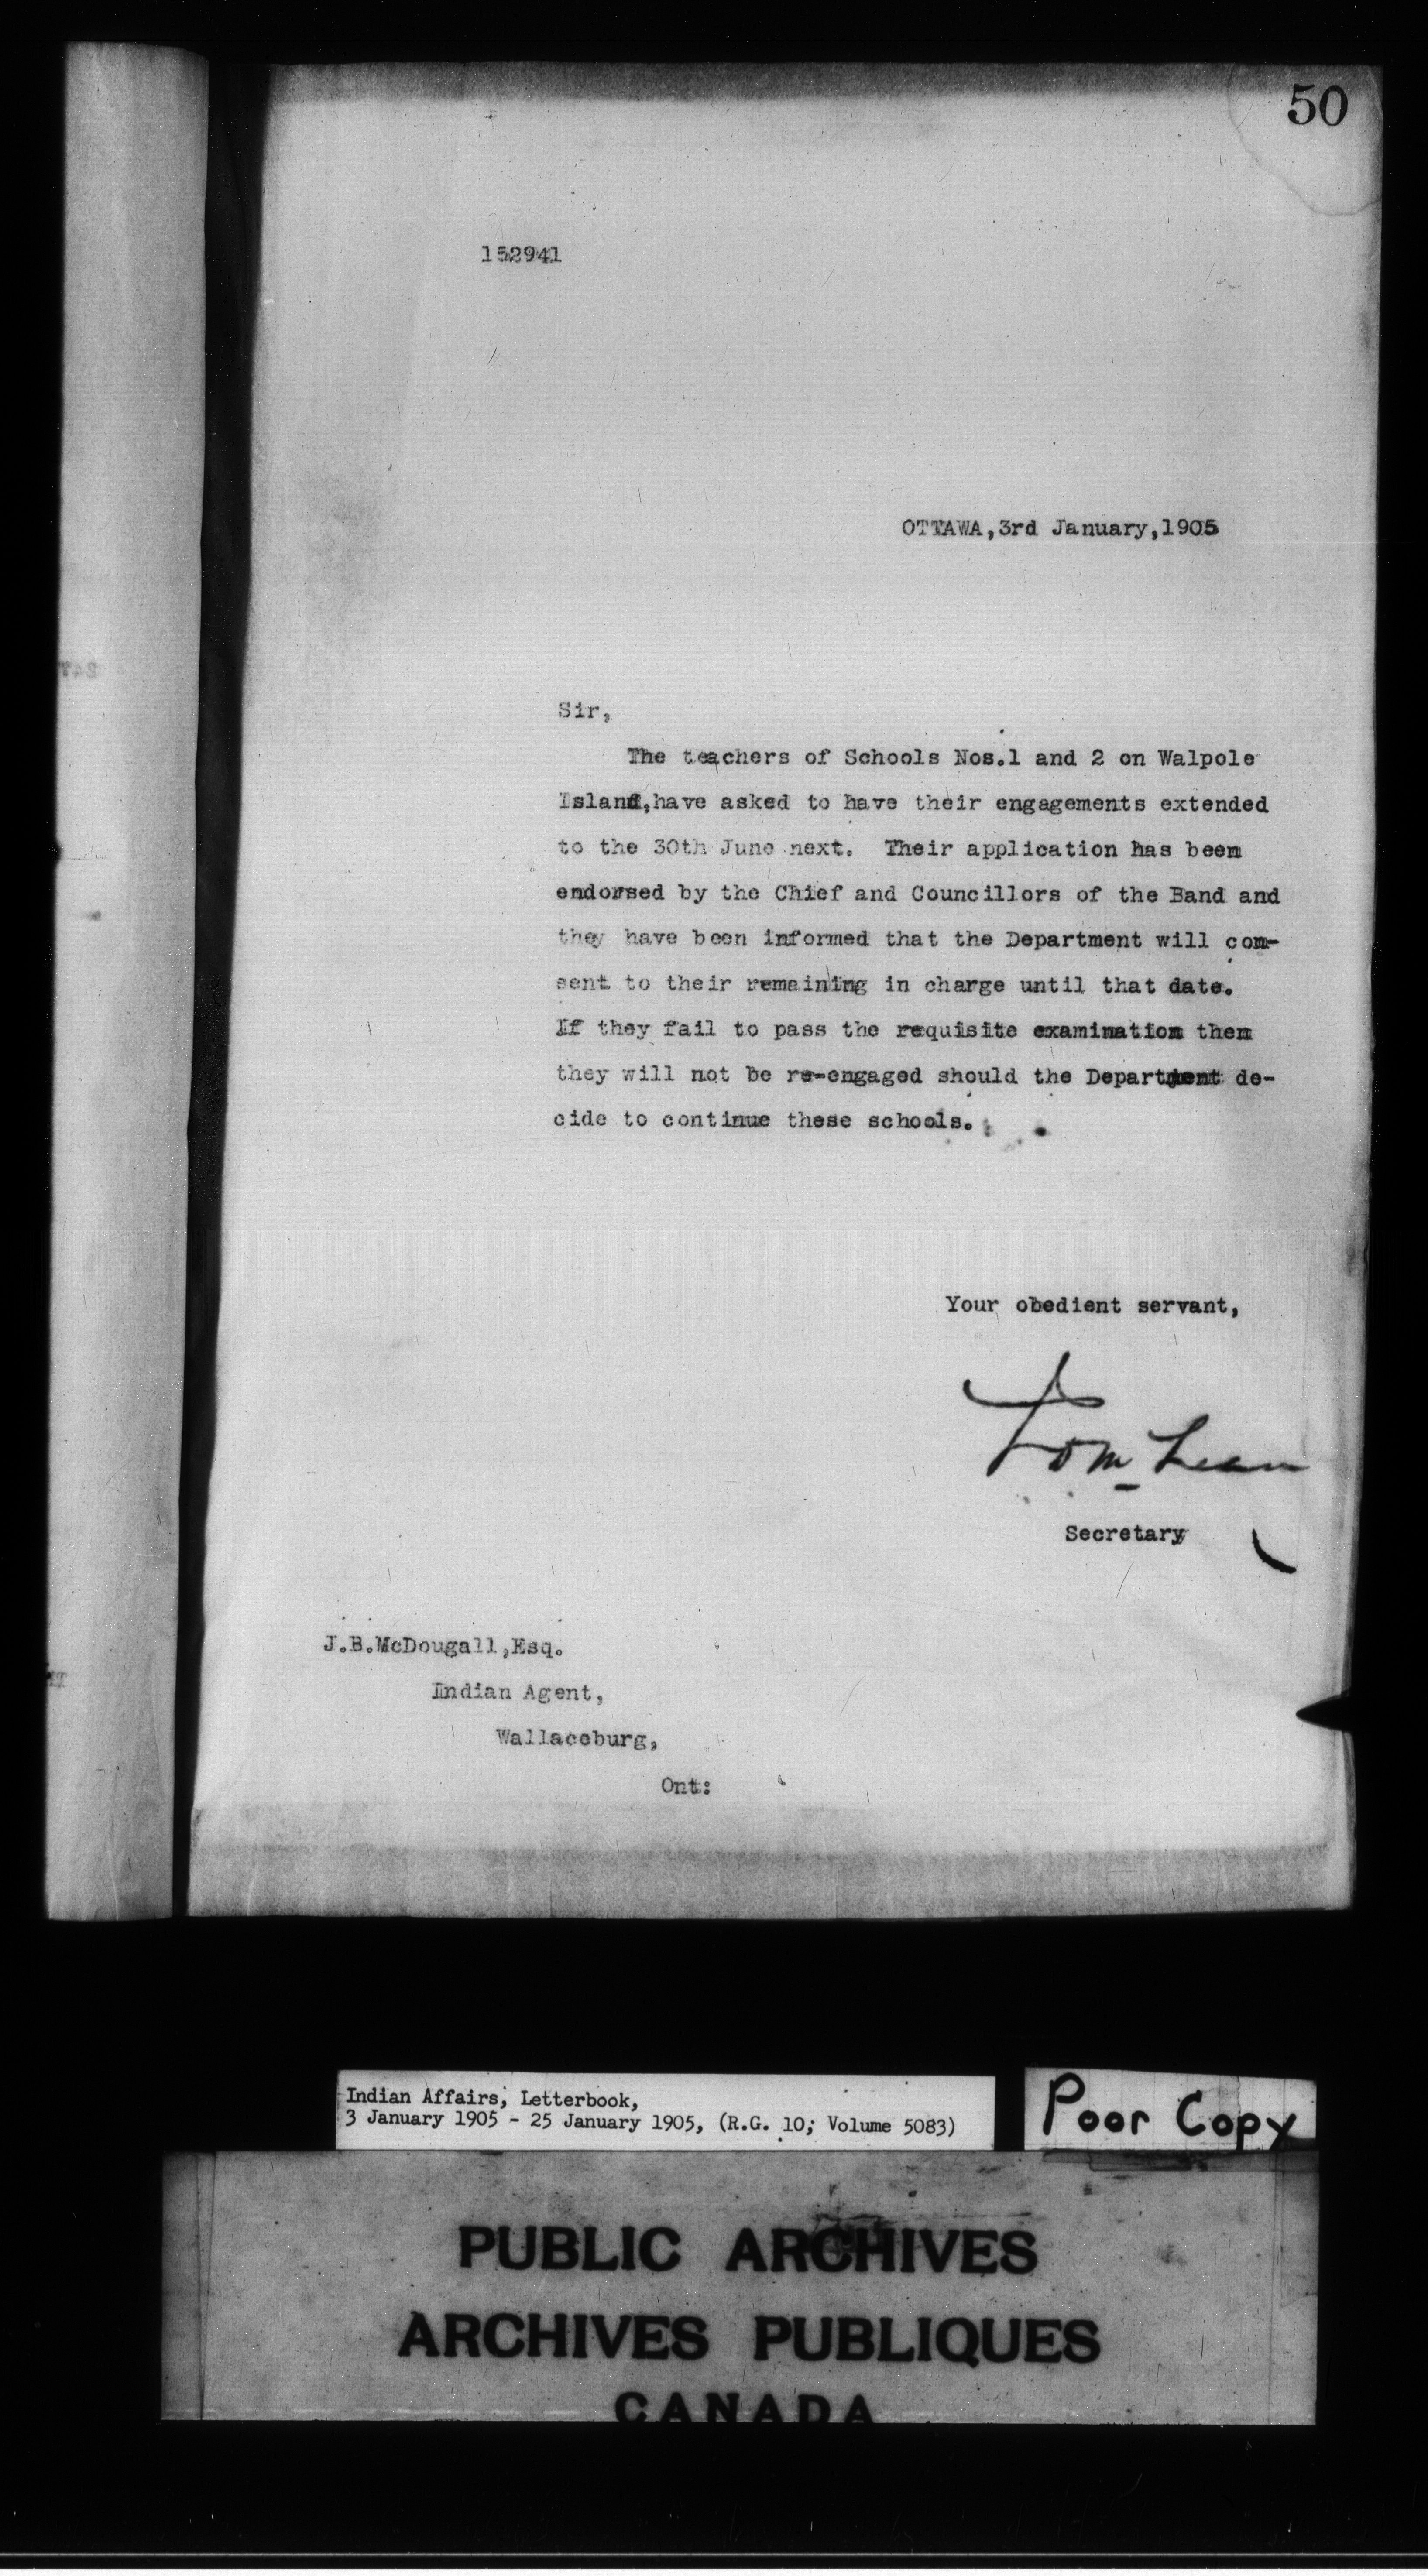 50
152941
OTTAWA,3rd January,1905
Sir,
The teachers of Schools Nos.1 and 2 on Walpole
Island,have asked to have their engagements extended
to the 30th June next. Their application has been
endorsed by the Chief and Councillors of the Band and
they have been informed that the Department will con-
sent to their remaining in charge until that date.
If they fail to pass the requisite examination then
they will not be re-engaged should the Department de-
cide to continue these schools.
Your obedient servant,
Secretary
J.B.McDougall,Esq.
Indian Agent,
Wallaceburg,
Ont:
Indian Affairs, Letterbook,
3 January 1905 - 25 January 1905, (R.G. 10; Volume 5083)
Poor Copy
PUBLIC ARCHIVES
ARCHIVES PUBLIQUES
CANADA